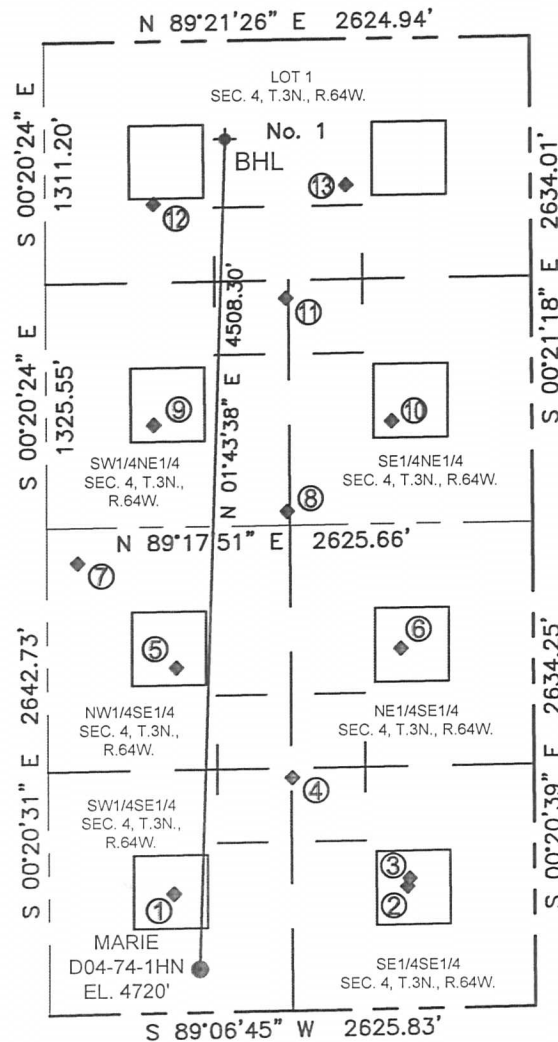 N 89°21'26" E 2624.94'
LOT 1
SEC. 4, T.3N., R.64W.
No. 1
BHL
⑬
⑫
S 00°20'24" E
1311.20'
2634.01'
S 00°21'18" E
⑪
4508.30'
N 01°43'38" E
S 00°20'24" E
1325.55'
⑨
⑩
SW1/4NE1/4
SEC. 4, T.3N.,
R.64W.
SE1/4NE1/4
SEC. 4, T.3N., R.64W.
⑧
N 89°17'51" E 2625.66'
⑦
⑤
⑥
NW1/4SE1/4
SEC. 4, T.3N.,
R.64W.
NE1/4SE1/4
SEC. 4, T.3N., R.64W.
S 00°20'31" E 2642.73'
S 00°20'39" E 2634.25'
④
SW1/4SE1/4
SEC. 4, T.3N.,
R.64W.
③
②
①
MARIE
D04-74-1HN
EL. 4720'
SE1/4SE1/4
SEC. 4, T.3N., R.64W.
S 89°06'45" W 2625.83'